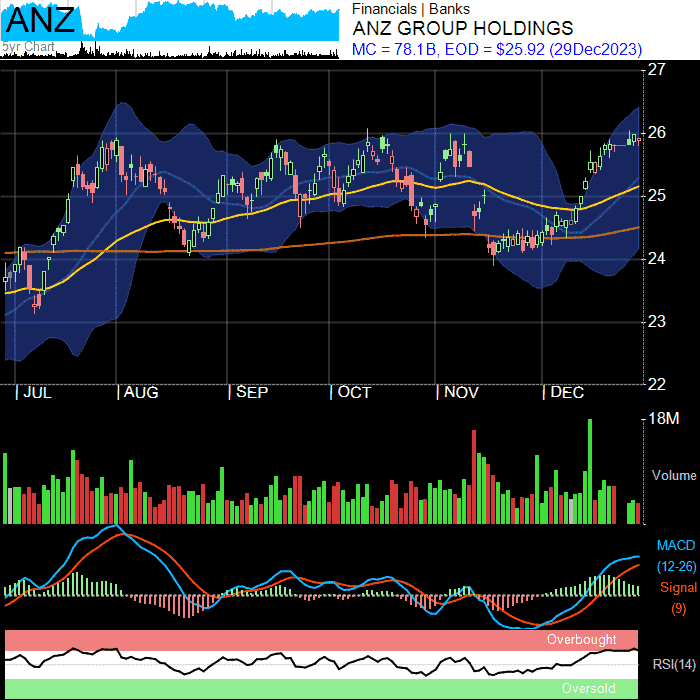 ANZ
5yr Chart
Financials | Banks
ANZ GROUP HOLDINGS
MC = 78.1B, EOD = $25.92 (29Dec2023)
27
26
25
24
23
22
JUL AUG SEP OCT NOV DEC
18M
Volume
MACD
(12-26)
Signal
(9)
Overbought
RSI(14)
Oversold